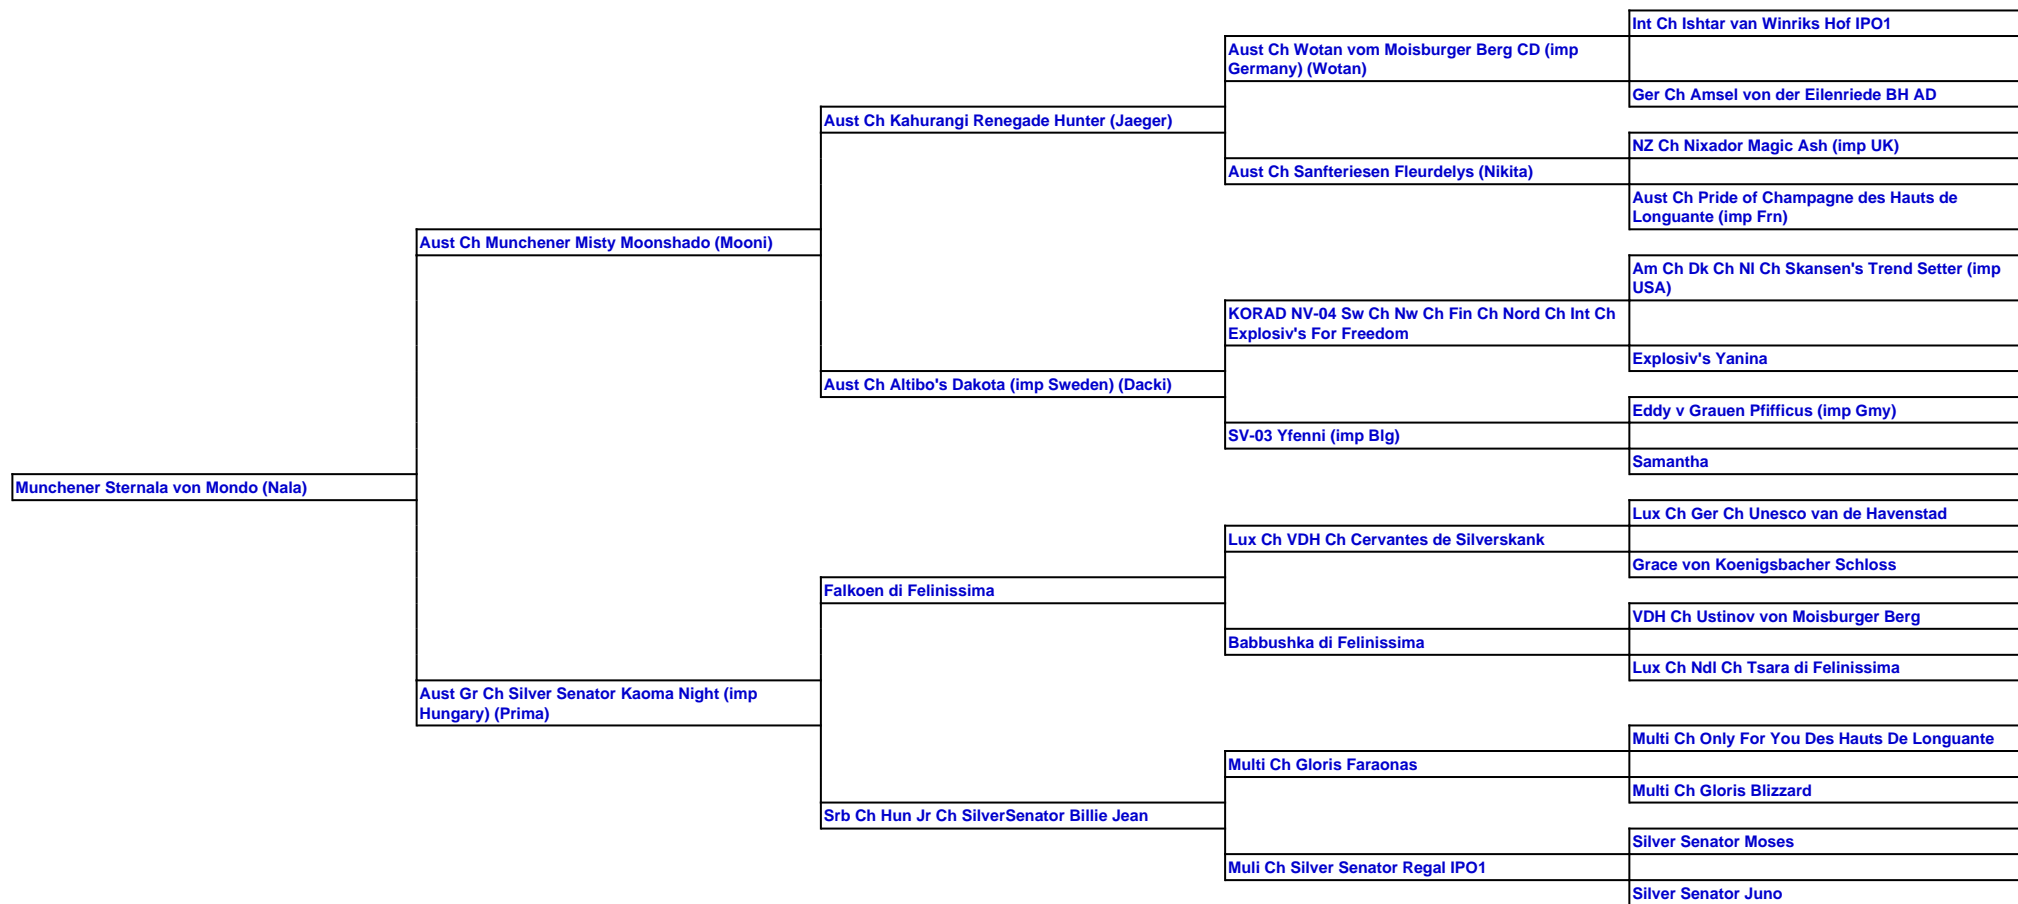 Int Ch Ishtar van Winriks Hof IPO1
Aust Ch Wotan vom Moisburger Berg CD (imp
Germany) (Wotan)
Ger Ch Amsel von der Eilenriede BH AD
Aust Ch Kahurangi Renegade Hunter (Jaeger)
NZ Ch Nixador Magic Ash (imp UK)
Aust Ch Sanfteriesen Fleurdelys (Nikita)
Aust Ch Pride of Champagne des Hauts de
Longuante (imp Frn)
Aust Ch Munchener Misty Moonshado (Mooni)
Am Ch Dk Ch Nl Ch Skansen's Trend Setter (imp
USA)
KORAD NV-04 Sw Ch Nw Ch Fin Ch Nord Ch Int Ch
Explosiv's For Freedom
Explosiv's Yanina
Aust Ch Altibo's Dakota (imp Sweden) (Dacki)
Eddy v Grauen Pfifficus (imp Gmy)
SV-03 Yfenni (imp Blg)
Samantha
Munchener Sternala von Mondo (Nala)
Lux Ch Ger Ch Unesco van de Havenstad
Lux Ch VDH Ch Cervantes de Silverskank
Grace von Koenigsbacher Schloss
Falkoen di Felinissima
VDH Ch Ustinov von Moisburger Berg
Babbushka di Felinissima
Lux Ch Ndl Ch Tsara di Felinissima
Aust Gr Ch Silver Senator Kaoma Night (imp
Hungary) (Prima)
Multi Ch Only For You Des Hauts De Longuante
Multi Ch Gloris Faraonas
Multi Ch Gloris Blizzard
Srb Ch Hun Jr Ch SilverSenator Billie Jean
Silver Senator Moses
Muli Ch Silver Senator Regal IPO1
Silver Senator Juno